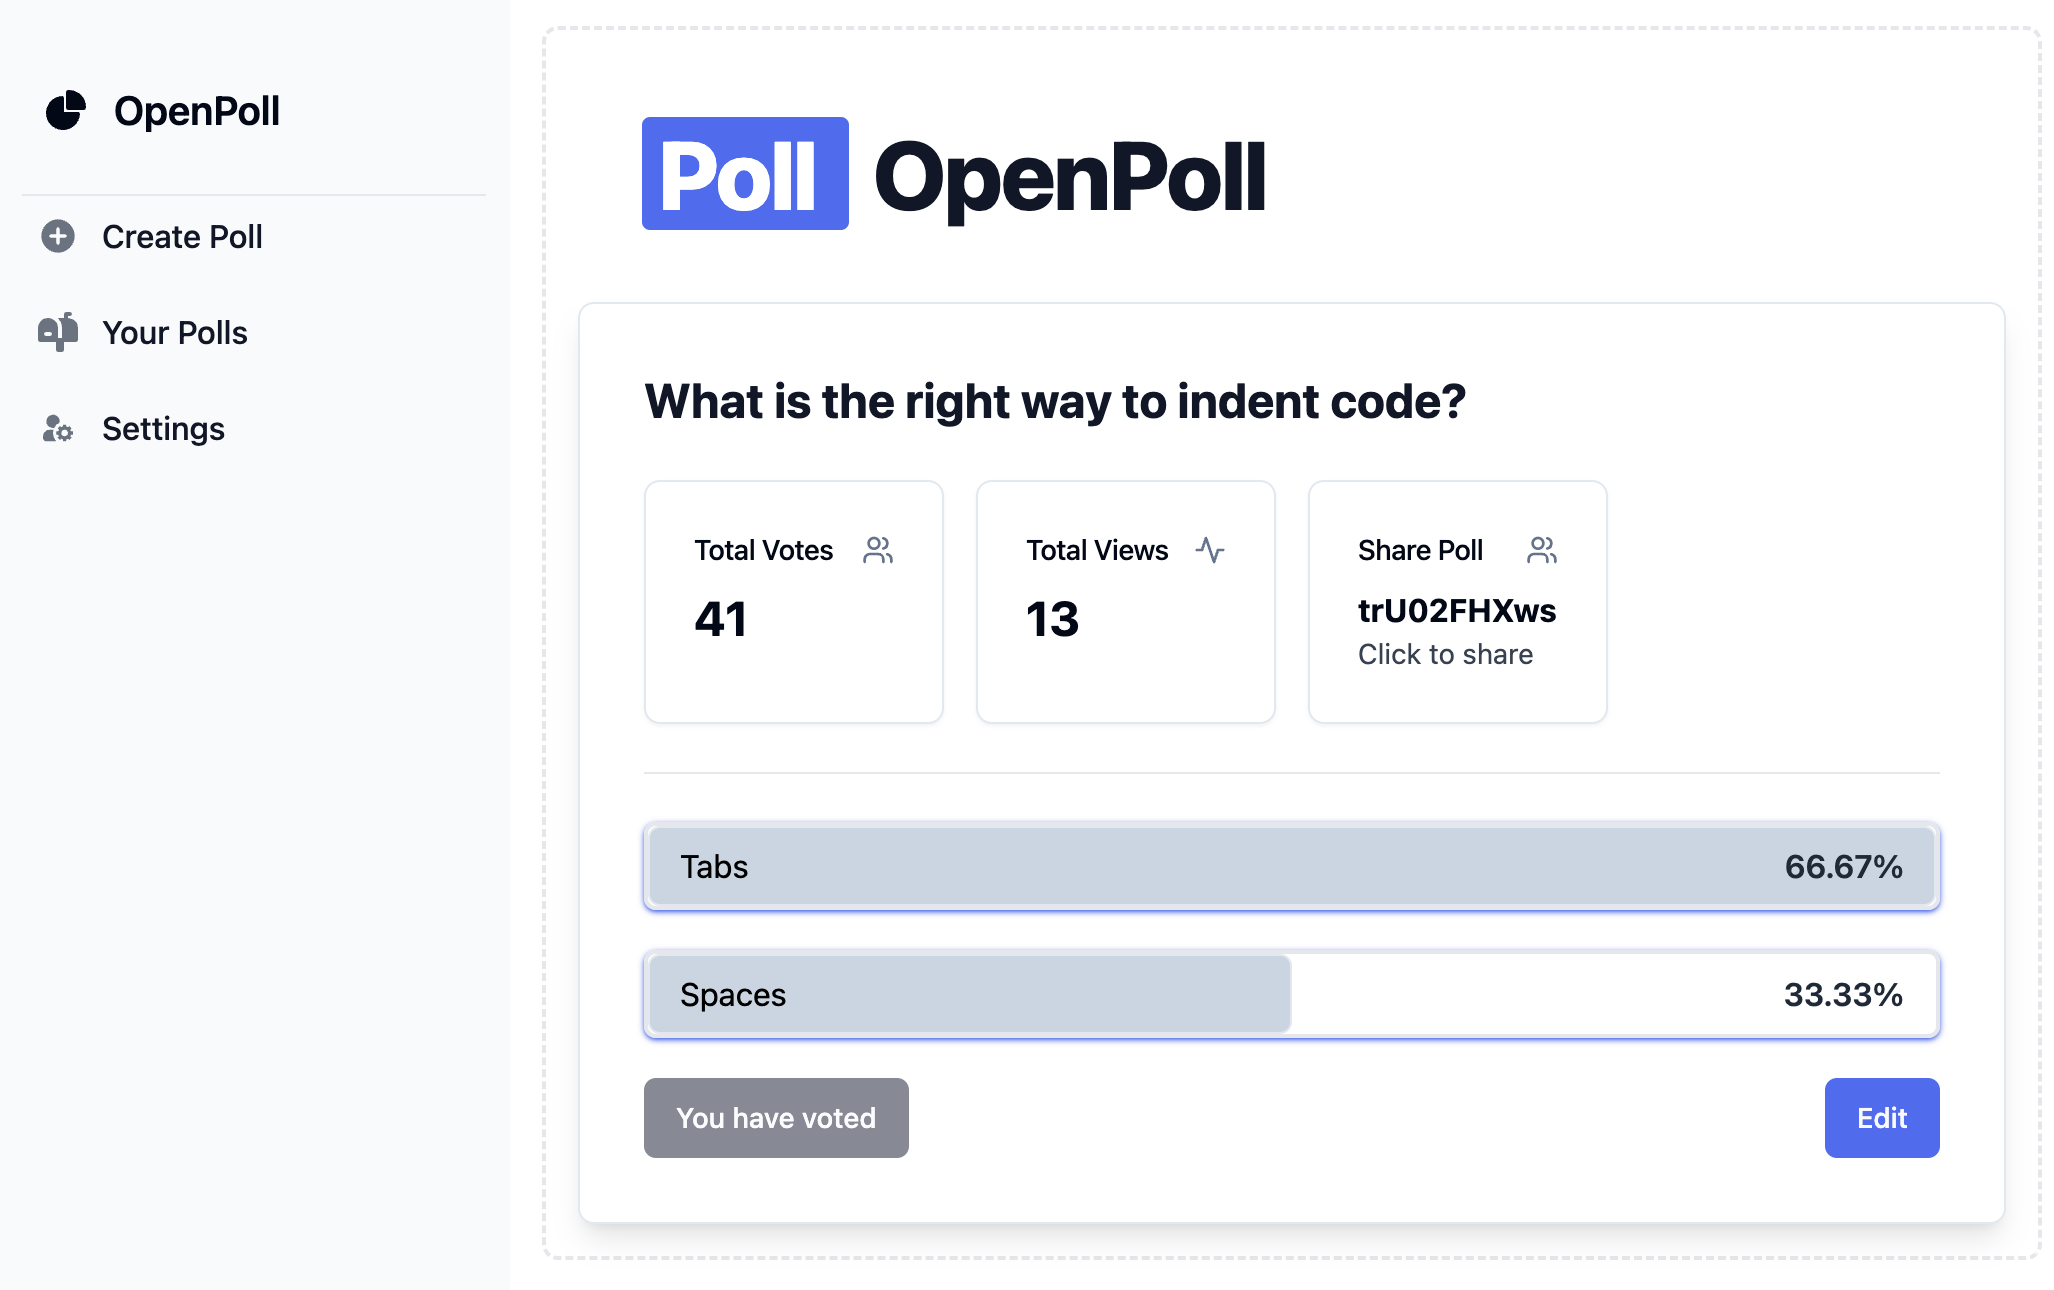 OpenPoll
Create Poll
Your Polls
Settings
Poll OpenPoll
What is the right way to indent code?
Total Votes
41
Total Views
13
Share Poll
trU02FHXws
Click to share
Tabs 66.67%
Spaces 33.33%
You have voted
Edit